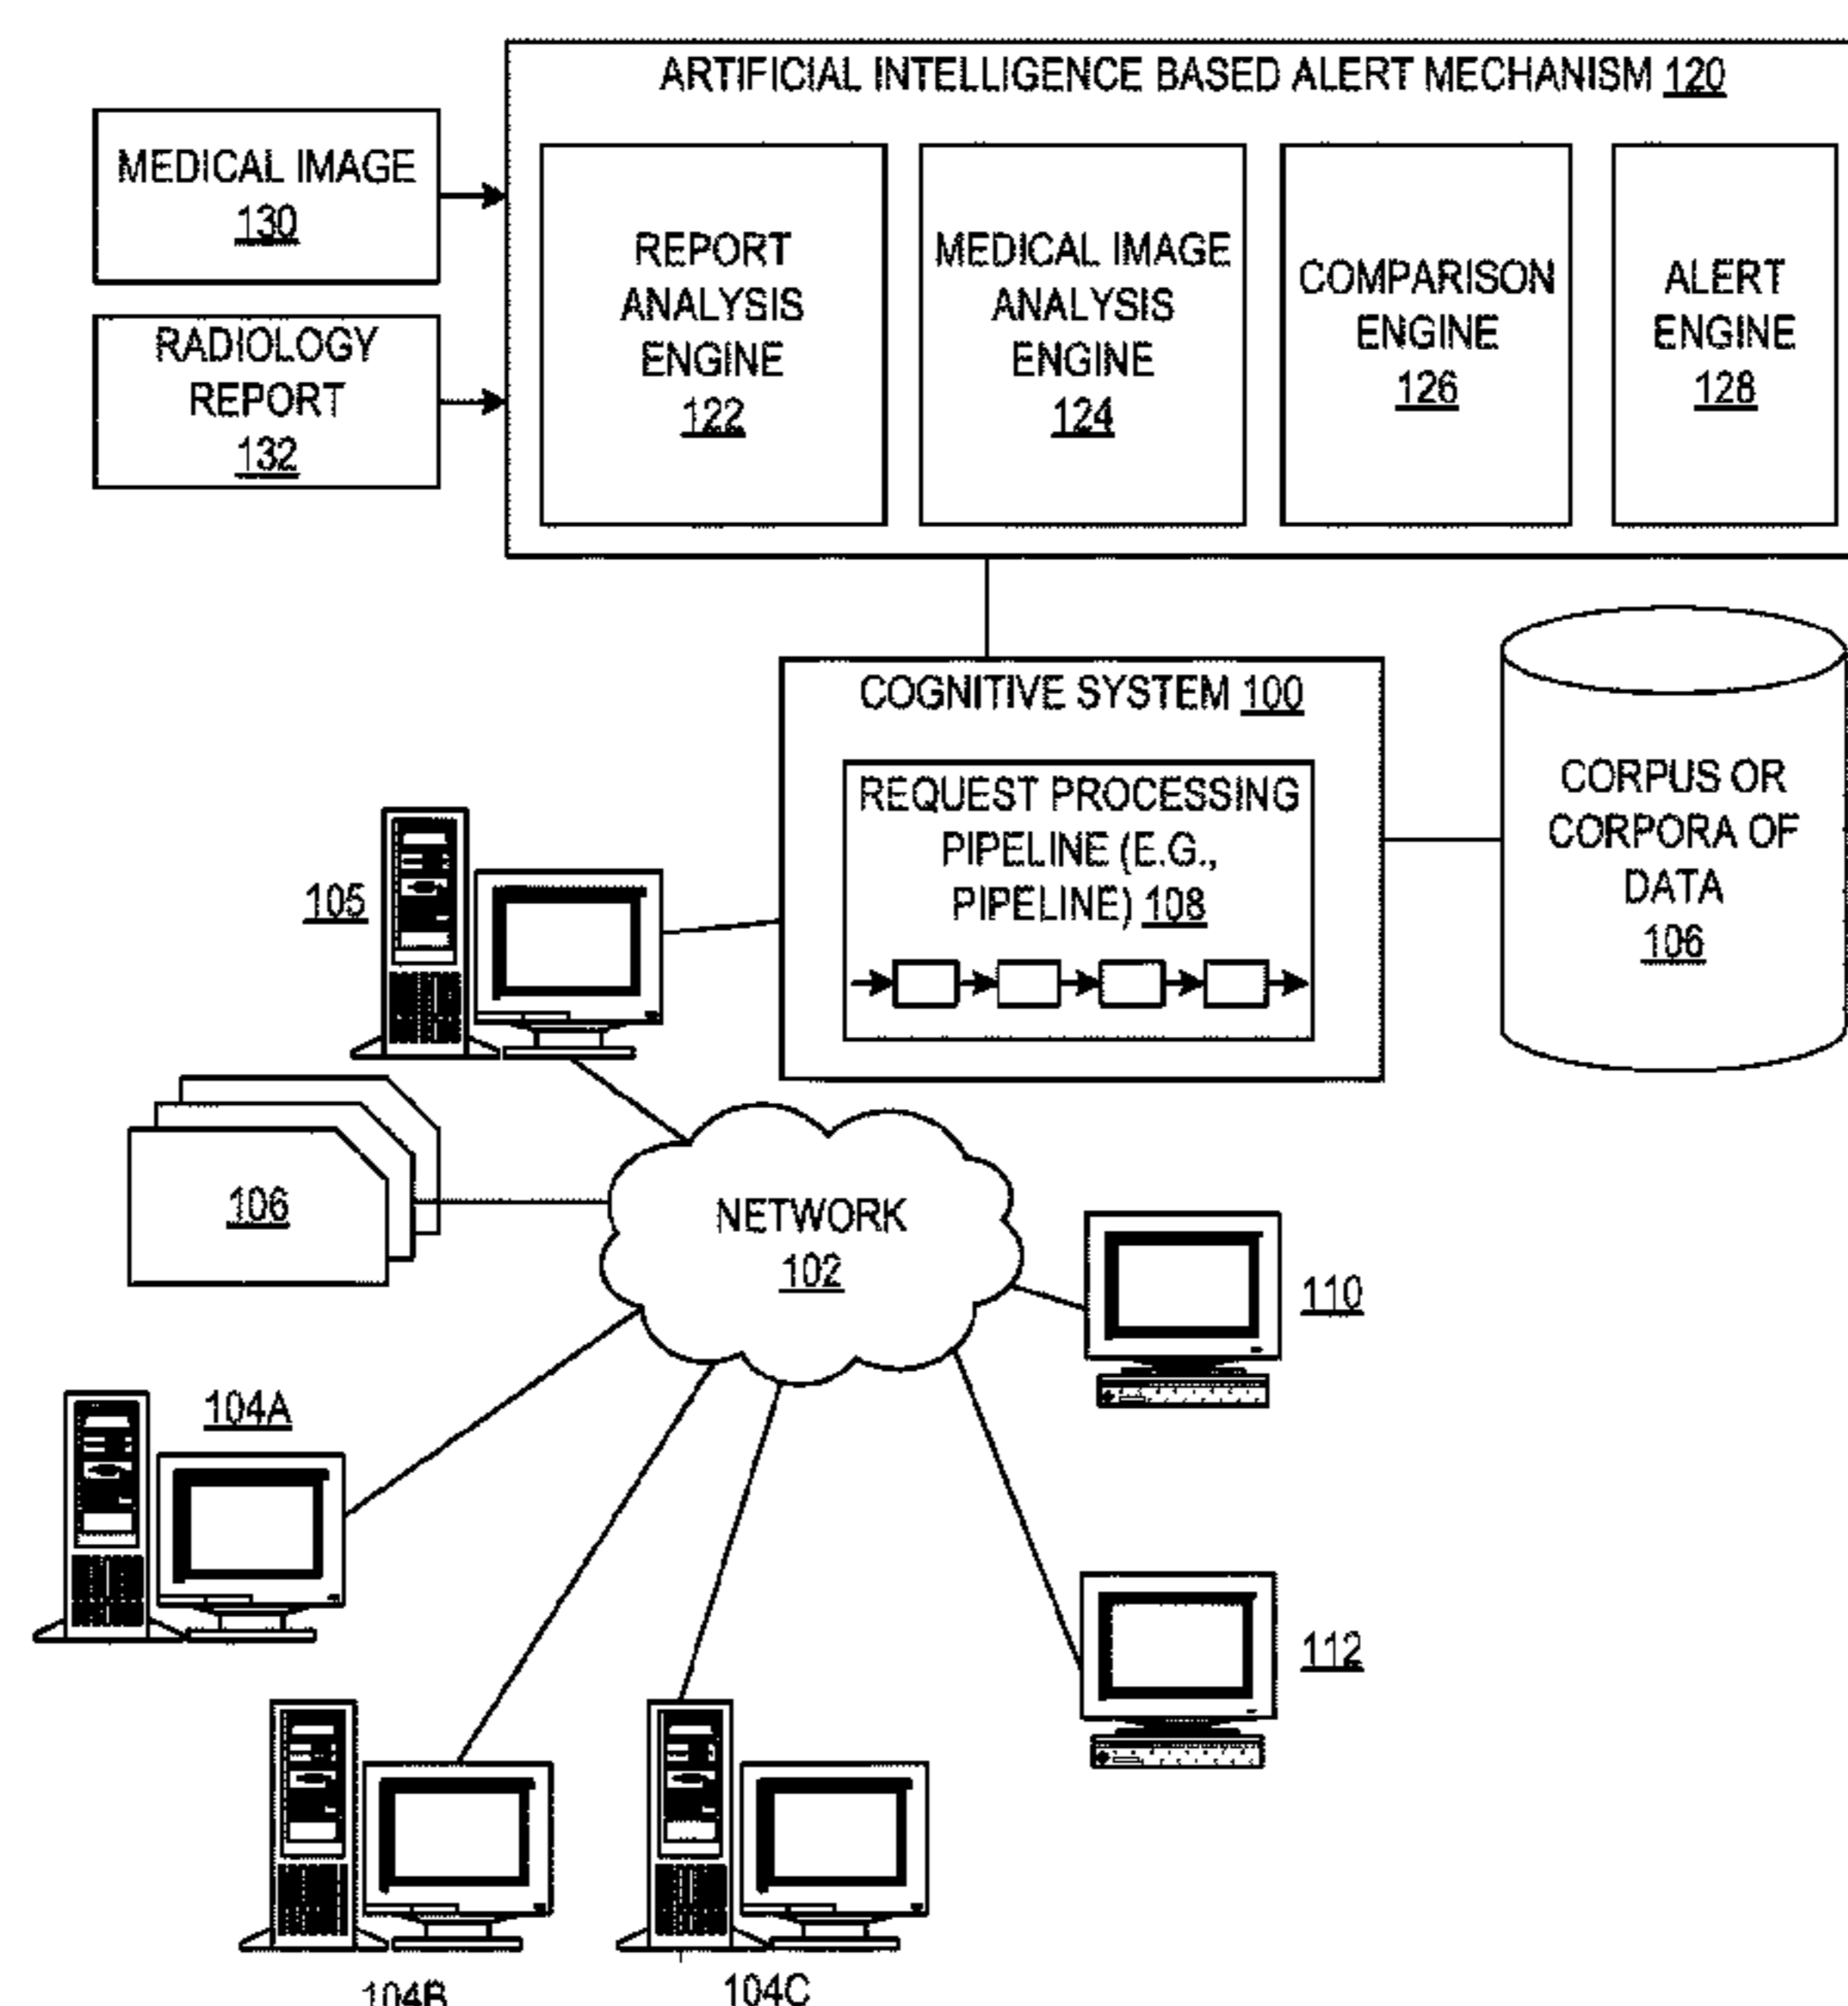 ARTIFICIAL INTELLIGENCE BASED ALERT MECHANISM 120
MEDICAL IMAGE
130
RADIOLOGY
REPORT
132
REPORT
ANALYSIS
ENGINE
122
MEDICAL IMAGE
ANALYSIS
ENGINE
124
COMPARISON
ENGINE
126
ALERT
ENGINE
128
COGNITIVE SYSTEM 100
REQUEST PROCESSING
PIPELINE (E.G.,
PIPELINE) 108
CORPUS OR
CORPORA OF
DATA
106
105
106
NETWORK
102
110
104A
112
104B
104C